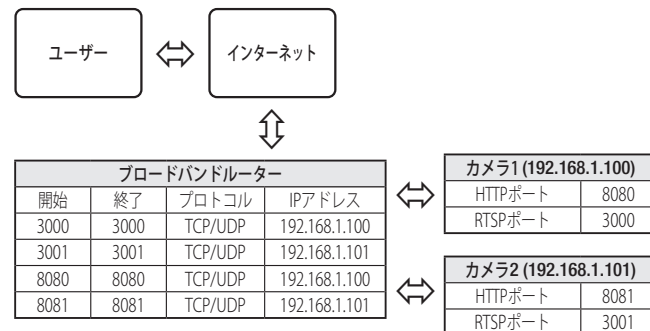 ユーザー
インターネット
ブロードバンドルーター
開始 終了 プロトコル IPアドレス
3000 3000 TCP/UDP 192.168.1.100
3001 3001 TCP/UDP 192.168.1.101
8080 8080 TCP/UDP 192.168.1.100
8081 8081 TCP/UDP 192.168.1.101
カメラ1 (192.168.1.100)
HTTPポート 8080
RTSPポート 3000
カメラ2 (192.168.1.101)
HTTPポート 8081
RTSPポート 3001